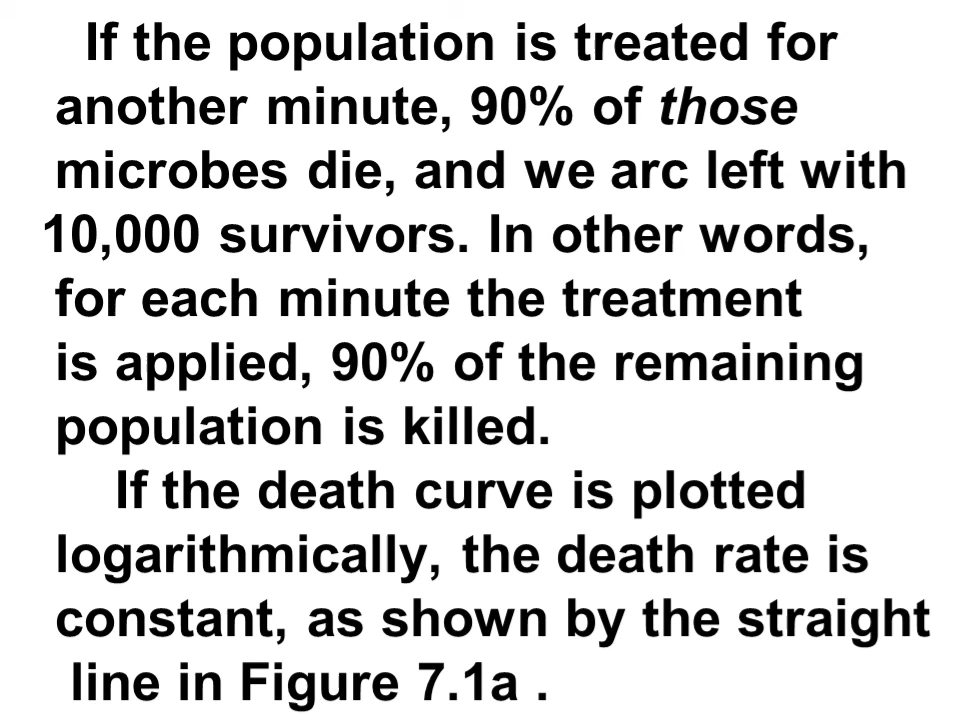 If the population is treated for
another minute, 90% of those
microbes die, and we arc left with
10,000 survivors. In other words,
for each minute the treatment
is applied, 90% of the remaining
population is killed.
If the death curve is plotted
logarithmically, the death rate is
constant, as shown by the straight
line in Figure 7.1a .